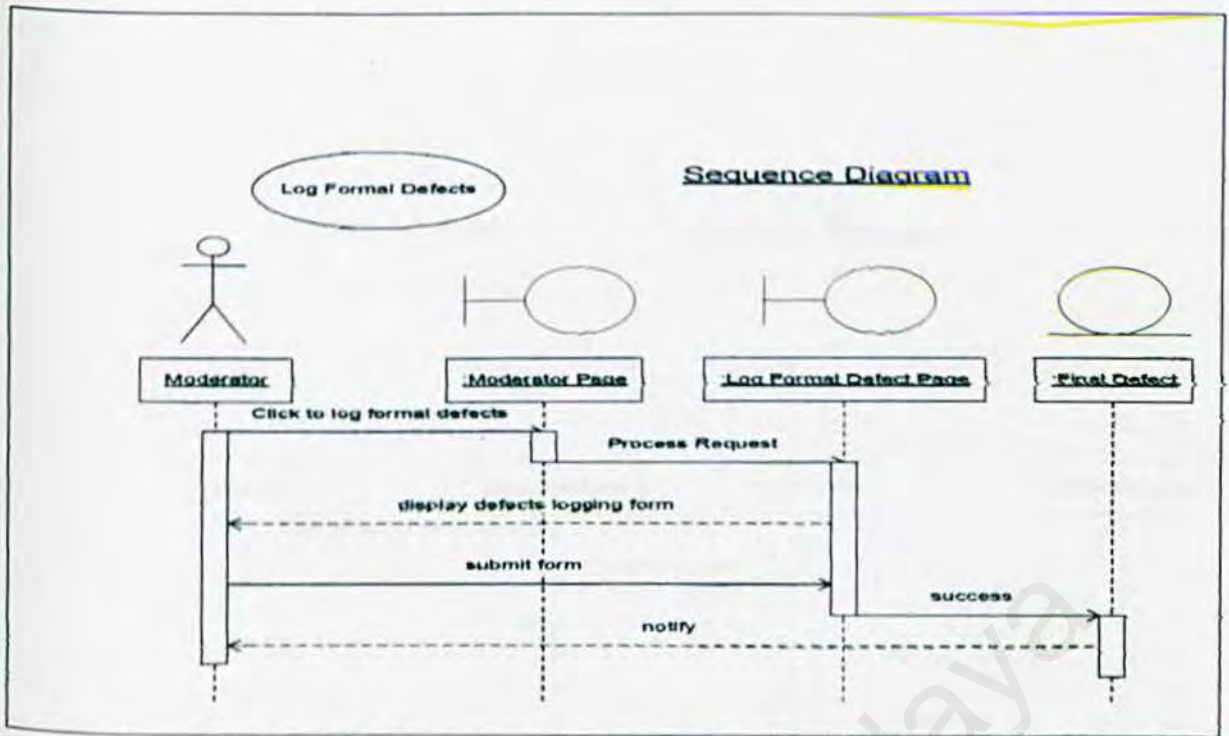 Log Formal Defects
Sequence Diagram
Moderator
:Moderator Page
:Log Formal Defect Page
:Final Defect
Click to log formal defects
Process Request
display defects logging form
submit form
success
notify